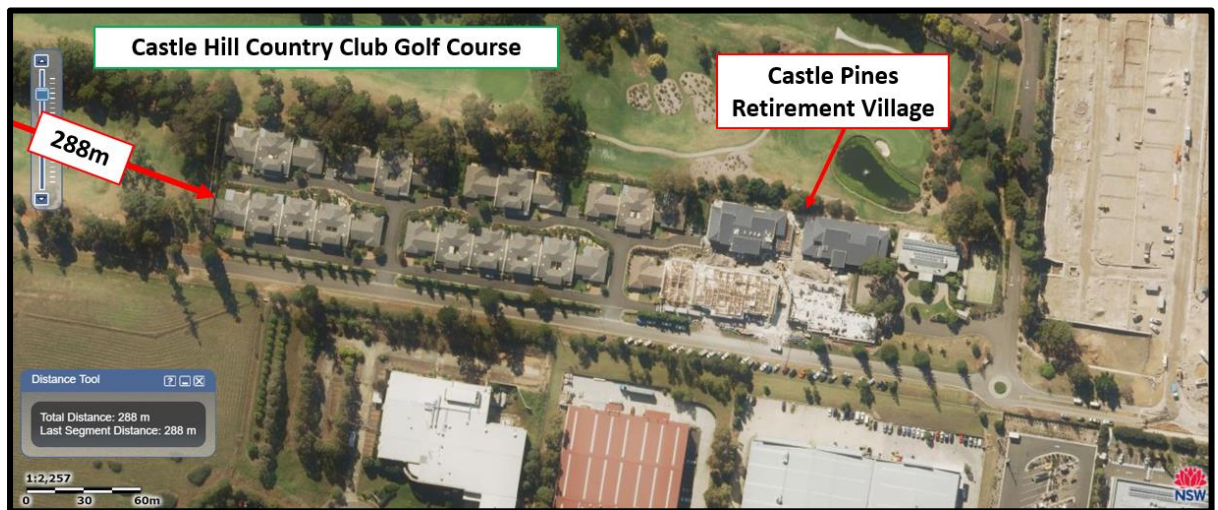 Castle Hill Country Club Golf Course
Castle Pines
Retirement Village
288m
Distance Tool
Total Distance: 288 m
Last Segment Distance: 288 m
1:2,257
0 30 60m
NSW